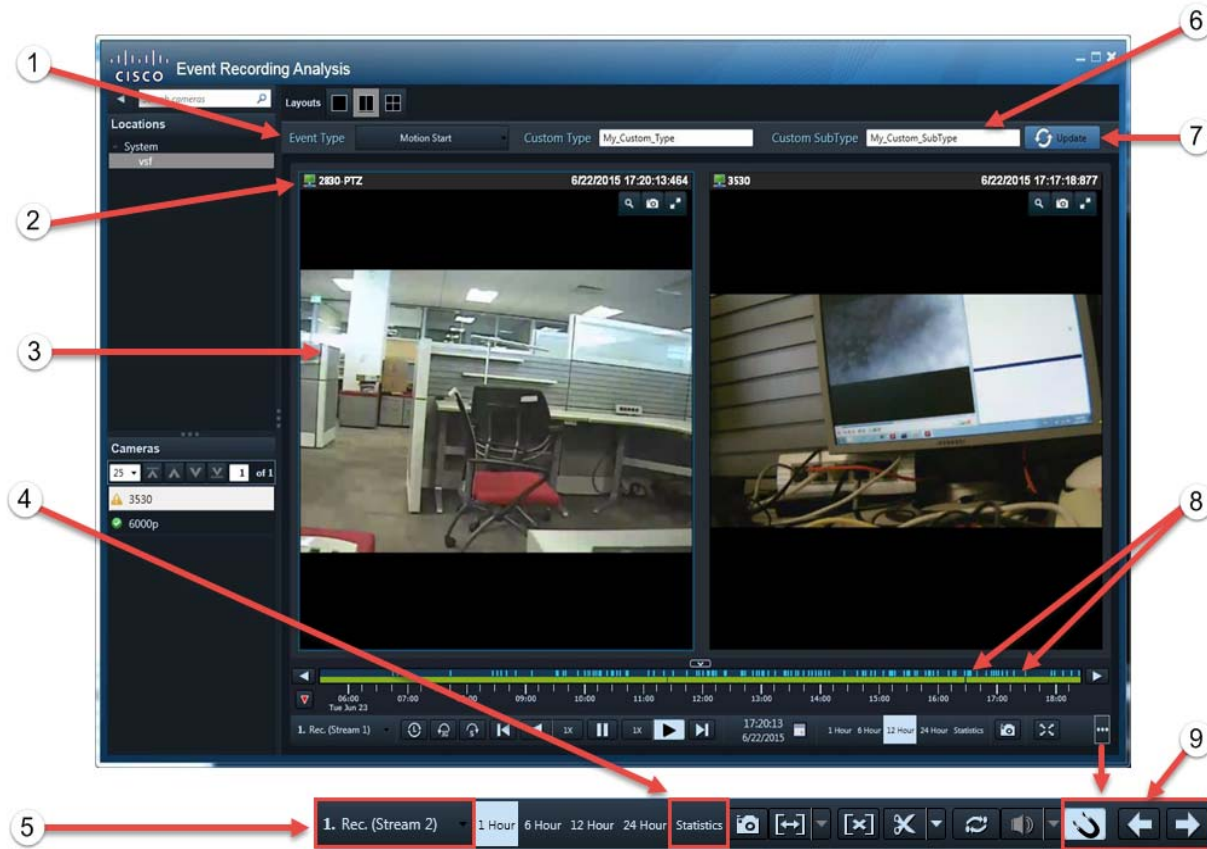 1
6
CISCO Event Recording Analysis
Search cameras
Layouts
Locations
Event Type Motion Start Custom Type My_Custom_Type Custom SubType My_Custom_SubType Update
7
System
vsf
2830-PTZ 6/22/2015 17:20:13:464
3530 6/22/2015 17:17:18:877
2
3
Cameras
25 1 of 1
3530
6000p
4
8
06:00 07:00 08:00 09:00 10:00 11:00 12:00 13:00 14:00 15:00 16:00 17:00 18:00
Tue Jun 23
1. Rec. (Stream 1) 1X 1X 17:20:13 1 Hour 6 Hour 12 Hour 24 Hour Statistics
6/22/2015
9
5
1. Rec. (Stream 2) 1 Hour 6 Hour 12 Hour 24 Hour Statistics